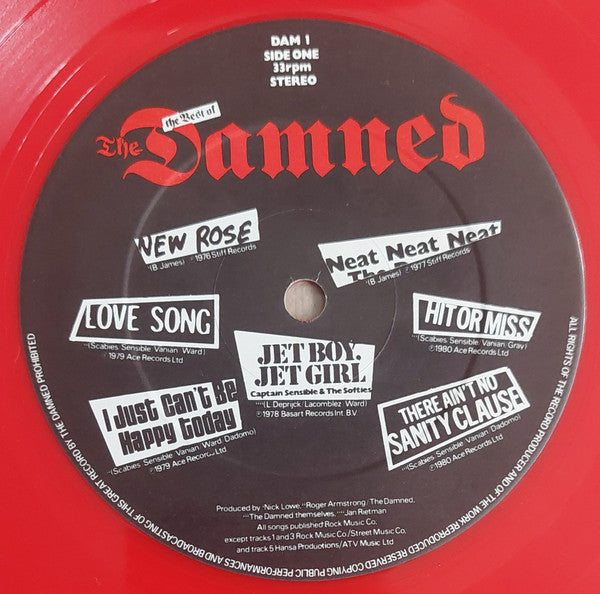 DAM 1
SIDE ONE
33rpm
STEREO
the Best of
The Damned
NEW ROSE
(B. James) ℗1976 Stiff Records
Neat Neat Neat
(B. James) ℗1977 Stiff Records
LOVE SONG
(Scabies, Sensible, Vanian, Ward)
℗1979 Ace Records Ltd
HIT OR MISS
(Scabies, Sensible, Vanian, Gray)
℗1980 Ace Records Ltd
JET BOY,
JET GIRL
Captain Sensible & The Softies
(L. Deprijck/Lacomblez/Ward)
℗1978 Basart Records Int. B.V.
I Just Can't Be
Happy Today
(Scabies, Sensible, Vanian, Ward, Dadomo)
℗1979 Ace Records Ltd
THERE AIN'T NO
SANITY CLAUSE
(Scabies, Sensible, Vanian, Dadomo)
℗1980 Ace Records Ltd
Produced by 'Nick Lowe, ''Roger Armstrong/The Damned,
'''The Damned themselves, ''''Jan Rietman
All songs published Rock Music Co.
except tracks 1 and 3 Rock Music Co./Street Music Co.
and track 5 Hansa Productions/ATV Music Ltd
ALL RIGHTS OF THE RECORD PRODUCER AND OF THE WORK REPRODUCED RESERVED COPYING PUBLIC PERFORMANCES AND BROADCASTING OF THIS GREAT RECORD BY THE DAMNED PROHIBITED